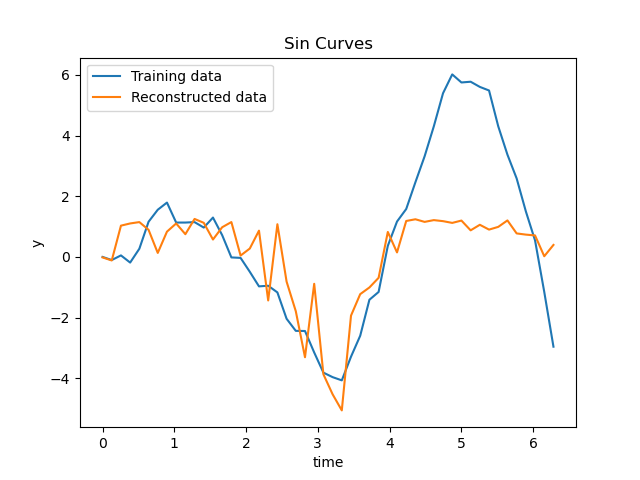 Sin Curves
Training data
Reconstructed data
6
4
2
0
−2
−4
y
0 1 2 3 4 5 6
time